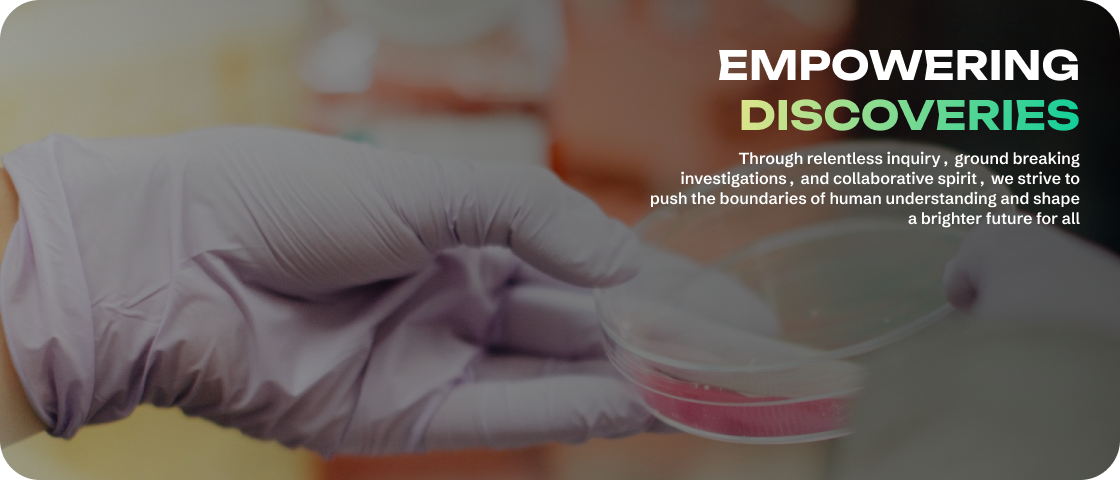 EMPOWERING
DISCOVERIES
Through relentless inquiry , ground breaking
investigations , and collaborative spirit , we strive to
push the boundaries of human understanding and shape
a brighter future for all